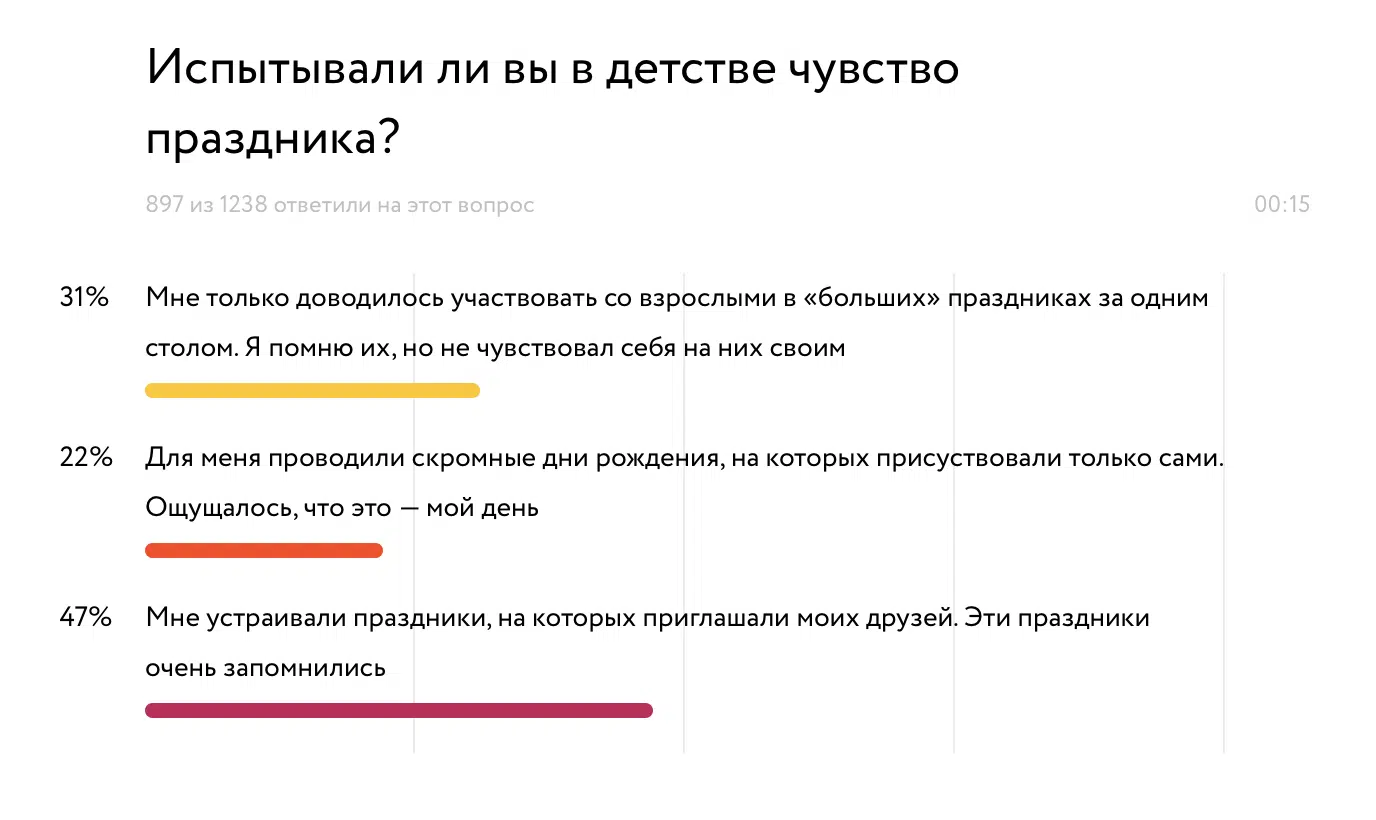 Испытывали ли вы в детстве чувство
праздника?
897 из 1238 ответили на этот вопрос
00:15
31%
Мне только доводилось участвовать со взрослыми в «больших» праздниках за одним
столом. Я помню их, но не чувствовал себя на них своим
22%
Для меня проводили скромные дни рождения, на которых присуствовали только сами.
Ощущалось, что это — мой день
47%
Мне устраивали праздники, на которых приглашали моих друзей. Эти праздники
очень запомнились